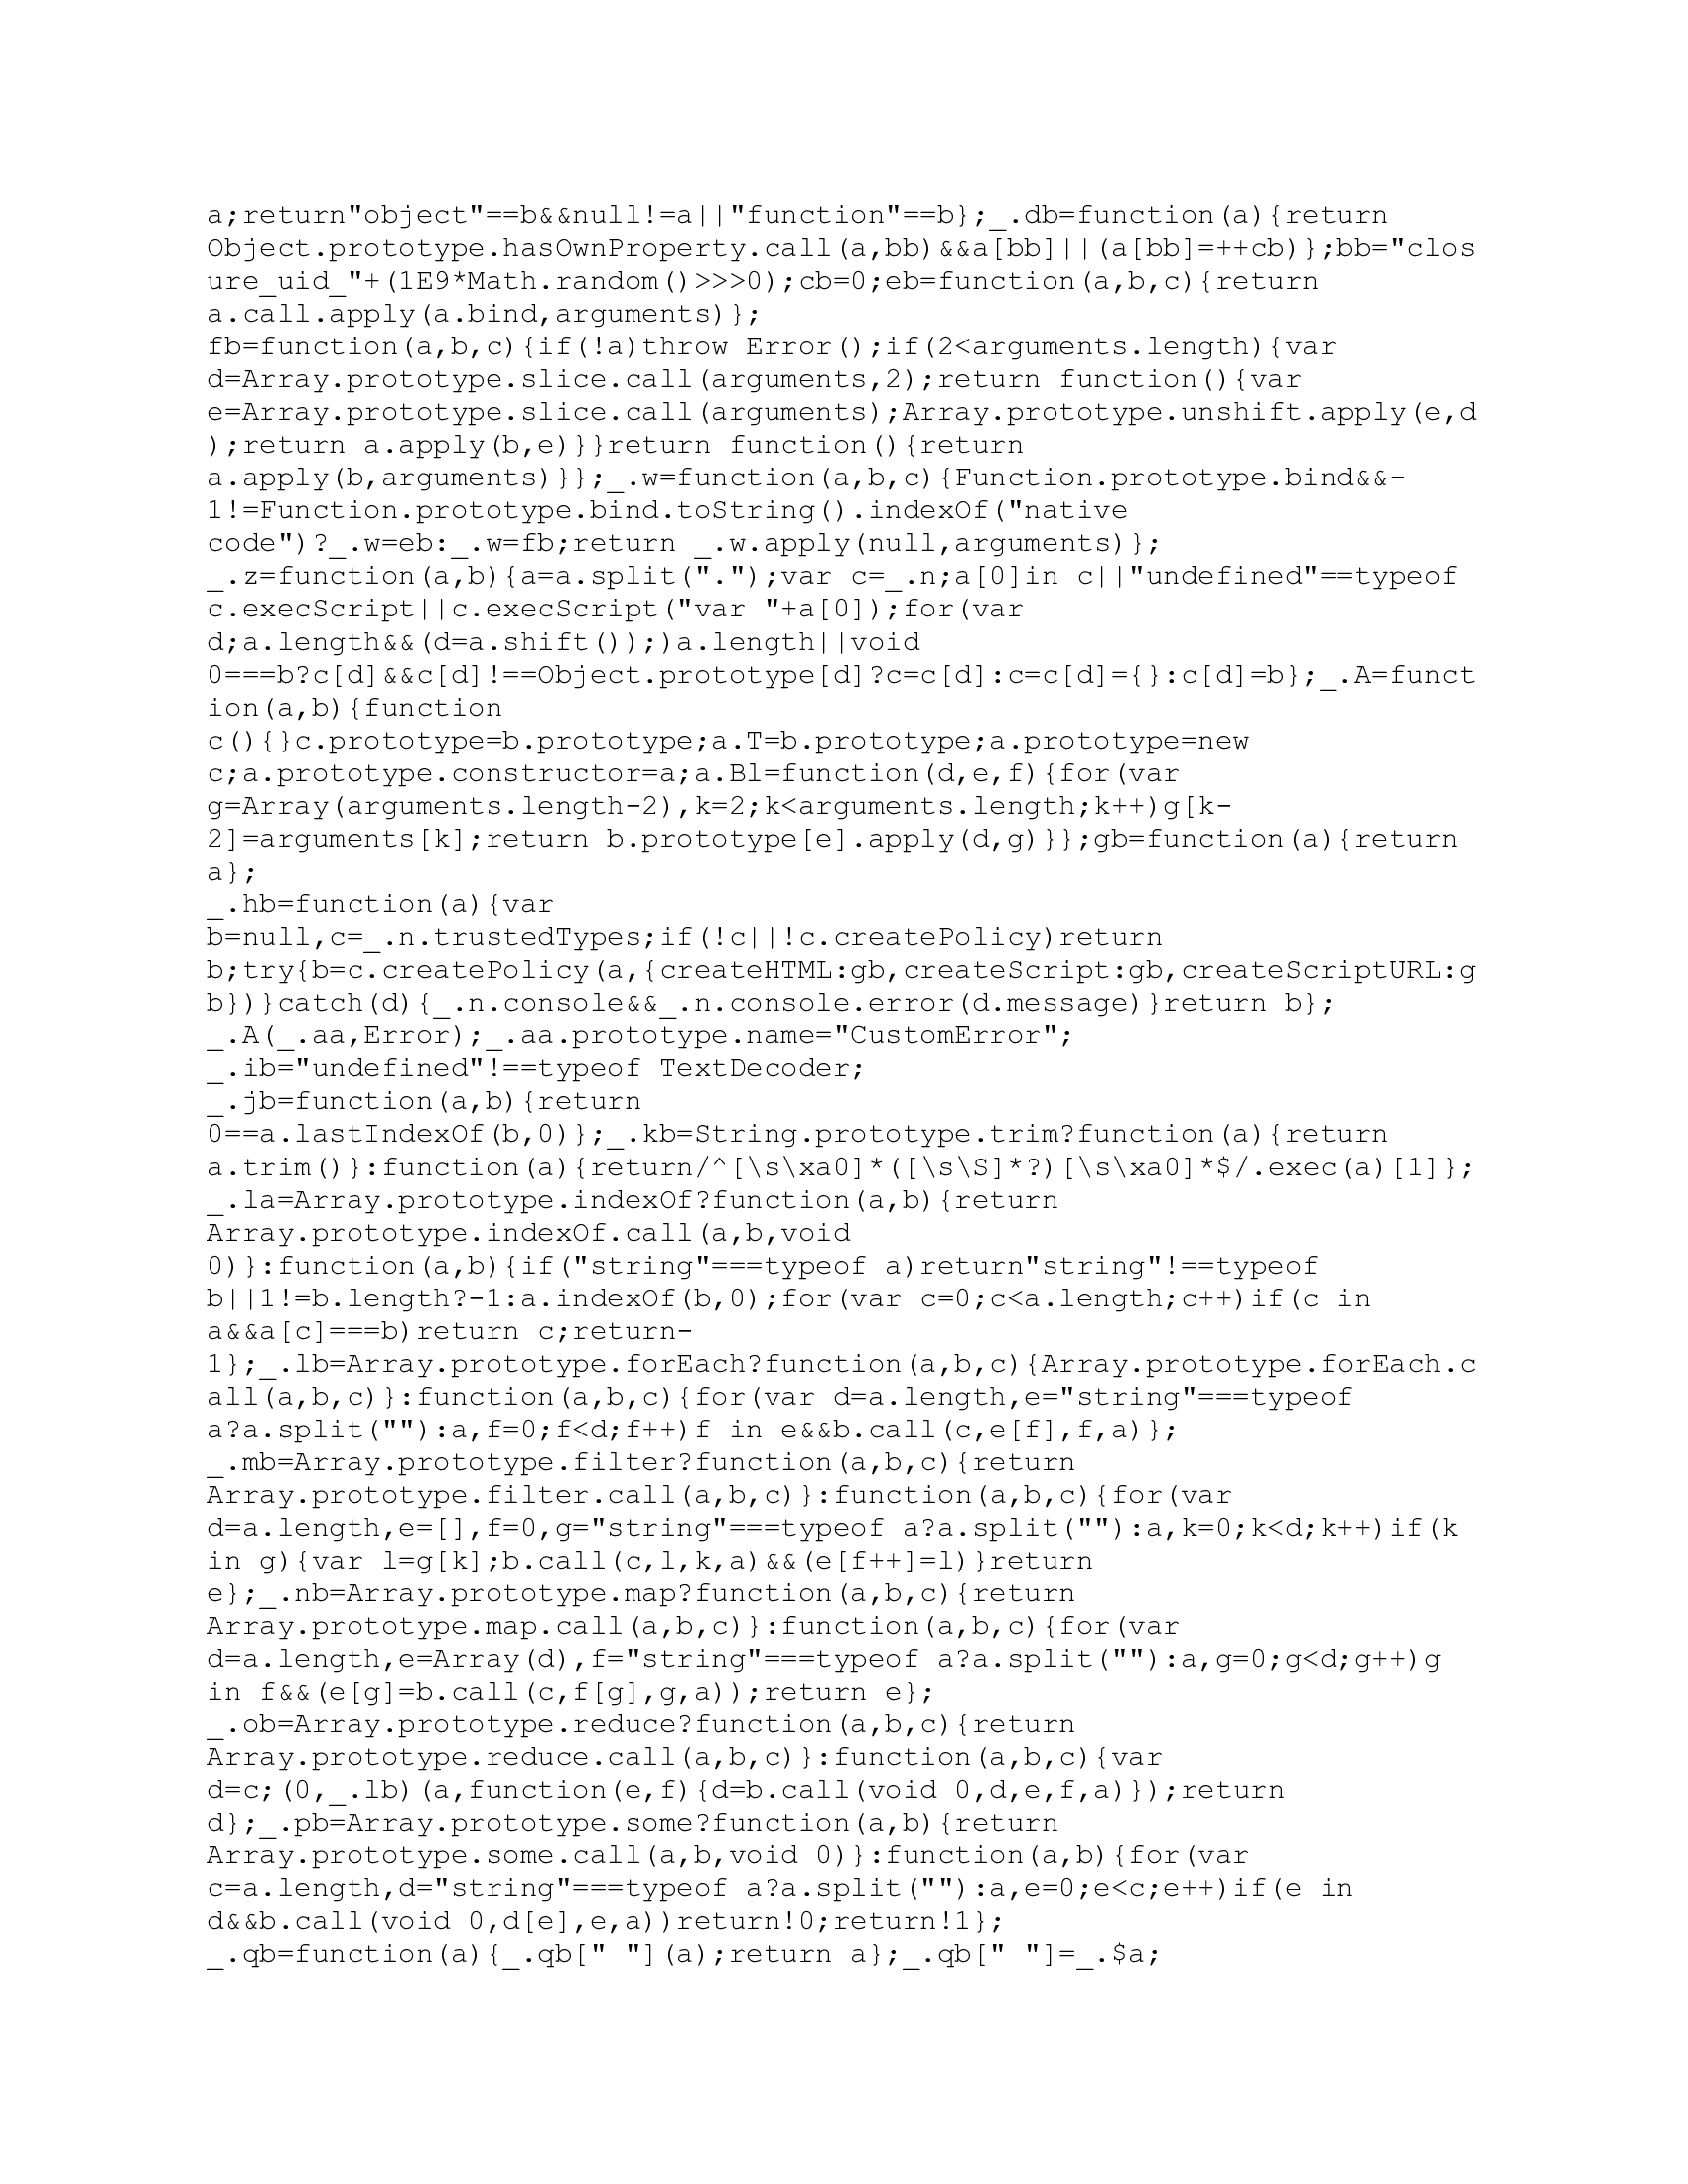 a;return"object"==b&&null!=a||"function"==b};_.db=function(a){return
Object.prototype.hasOwnProperty.call(a,bb)&&a[bb]||(a[bb]=++cb)};bb="clos
ure_uid_"+(1E9*Math.random()>>>0);cb=0;eb=function(a,b,c){return
a.call.apply(a.bind,arguments)};
fb=function(a,b,c){if(!a)throw Error();if(2<arguments.length){var
d=Array.prototype.slice.call(arguments,2);return function(){var
e=Array.prototype.slice.call(arguments);Array.prototype.unshift.apply(e,d
);return a.apply(b,e)}}return function(){return
a.apply(b,arguments)}};_.w=function(a,b,c){Function.prototype.bind&&-
1!=Function.prototype.bind.toString().indexOf("native
code")?_.w=eb:_.w=fb;return _.w.apply(null,arguments)};
_.z=function(a,b){a=a.split(".");var c=_.n;a[0]in c||"undefined"==typeof
c.execScript||c.execScript("var "+a[0]);for(var
d;a.length&&(d=a.shift());)a.length||void
0===b?c[d]&&c[d]!==Object.prototype[d]?c=c[d]:c=c[d]={}:c[d]=b};_.A=funct
ion(a,b){function
c(){}c.prototype=b.prototype;a.T=b.prototype;a.prototype=new
c;a.prototype.constructor=a;a.Bl=function(d,e,f){for(var
g=Array(arguments.length-2),k=2;k<arguments.length;k++)g[k-
2]=arguments[k];return b.prototype[e].apply(d,g)}};gb=function(a){return
a};
_.hb=function(a){var
b=null,c=_.n.trustedTypes;if(!c||!c.createPolicy)return
b;try{b=c.createPolicy(a,{createHTML:gb,createScript:gb,createScriptURL:g
b})}catch(d){_.n.console&&_.n.console.error(d.message)}return b};
_.A(_.aa,Error);_.aa.prototype.name="CustomError";
_.ib="undefined"!==typeof TextDecoder;
_.jb=function(a,b){return
0==a.lastIndexOf(b,0)};_.kb=String.prototype.trim?function(a){return
a.trim()}:function(a){return/^[\s\xa0]*([\s\S]*?)[\s\xa0]*$/.exec(a)[1]};
_.la=Array.prototype.indexOf?function(a,b){return
Array.prototype.indexOf.call(a,b,void
0)}:function(a,b){if("string"===typeof a)return"string"!==typeof
b||1!=b.length?-1:a.indexOf(b,0);for(var c=0;c<a.length;c++)if(c in
a&&a[c]===b)return c;return-
1};_.lb=Array.prototype.forEach?function(a,b,c){Array.prototype.forEach.c
all(a,b,c)}:function(a,b,c){for(var d=a.length,e="string"===typeof
a?a.split(""):a,f=0;f<d;f++)f in e&&b.call(c,e[f],f,a)};
_.mb=Array.prototype.filter?function(a,b,c){return
Array.prototype.filter.call(a,b,c)}:function(a,b,c){for(var
d=a.length,e=[],f=0,g="string"===typeof a?a.split(""):a,k=0;k<d;k++)if(k
in g){var l=g[k];b.call(c,l,k,a)&&(e[f++]=l)}return
e};_.nb=Array.prototype.map?function(a,b,c){return
Array.prototype.map.call(a,b,c)}:function(a,b,c){for(var
d=a.length,e=Array(d),f="string"===typeof a?a.split(""):a,g=0;g<d;g++)g
in f&&(e[g]=b.call(c,f[g],g,a));return e};
_.ob=Array.prototype.reduce?function(a,b,c){return
Array.prototype.reduce.call(a,b,c)}:function(a,b,c){var
d=c;(0,_.lb)(a,function(e,f){d=b.call(void 0,d,e,f,a)});return
d};_.pb=Array.prototype.some?function(a,b){return
Array.prototype.some.call(a,b,void 0)}:function(a,b){for(var
c=a.length,d="string"===typeof a?a.split(""):a,e=0;e<c;e++)if(e in
d&&b.call(void 0,d[e],e,a))return!0;return!1};
_.qb=function(a){_.qb[" "](a);return a};_.qb[" "]=_.$a;